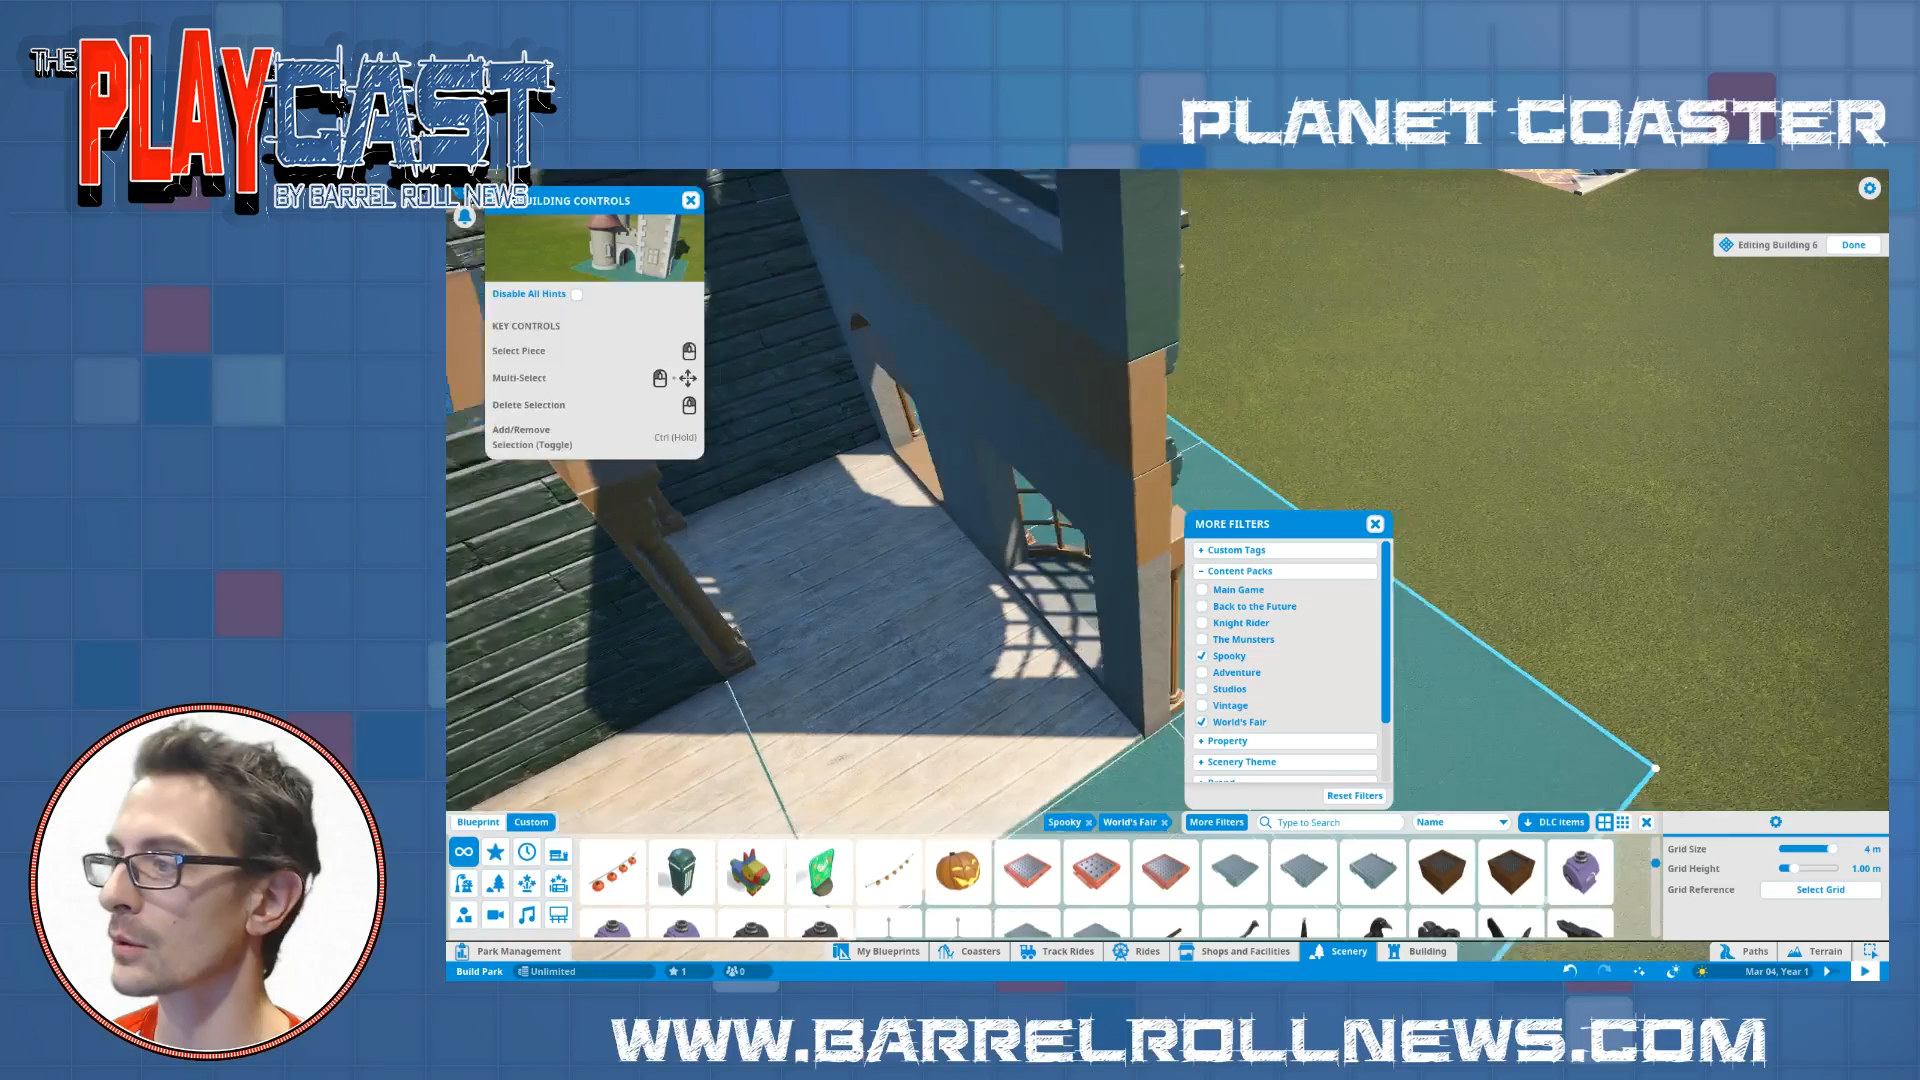 THE PLAYCAST
BY BARREL ROLL NEWS
PLANET COASTER
UILDING CONTROLS
Disable All Hints
KEY CONTROLS
Select Piece
Multi-Select
Delete Selection
Add/Remove
Selection (Toggle)
Ctrl (Hold)
Editing Building 6
Done
MORE FILTERS
+ Custom Tags
- Content Packs
Main Game
Back to the Future
Knight Rider
The Munsters
Spooky
Adventure
Studios
Vintage
World's Fair
+ Property
+ Scenery Theme
Reset Filters
Blueprint
Custom
Spooky
World's Fair
More Filters
Type to Search
Name
DLC items
Grid Size
4 m
Grid Height
1.00 m
Grid Reference
Select Grid
Park Management
My Blueprints
Coasters
Track Rides
Rides
Shops and Facilities
Scenery
Building
Paths
Terrain
Build Park
Unlimited
1
0
Mar 04, Year 1
WWW.BARRELROLLNEWS.COM